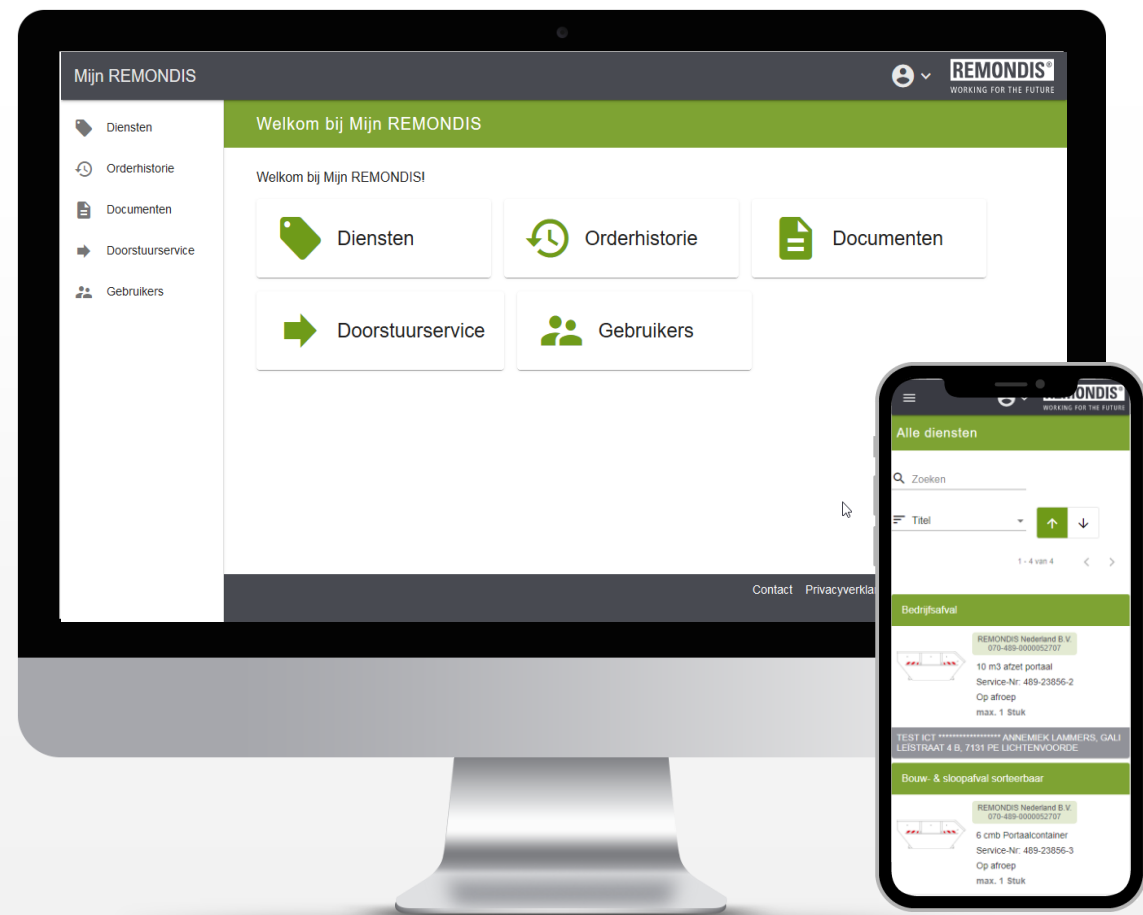 Mijn REMONDIS
REMONDIS®
WORKING FOR THE FUTURE
Diensten
Orderhistorie
Documenten
Doorstuurservice
Gebruikers
Welkom bij Mijn REMONDIS
Welkom bij Mijn REMONDIS!
Diensten
Orderhistorie
Documenten
Doorstuurservice
Gebruikers
Contact Privacyverkla
ONDIS®
WORKING FOR THE FUTURE
Alle diensten
Zoeken
Titel
1 - 4 van 4
Bedrijfsafval
REMONDIS Nederland B.V.
070-489-0000052707
10 m3 afzet portaal
Service-Nr: 489-23856-2
Op afroep
max. 1 Stuk
TEST ICT ****************** ANNEMIEK LAMMERS, GALI
LEÏSTRAAT 4 B, 7131 PE LICHTENVOORDE
Bouw- & sloopafval sorteerbaar
REMONDIS Nederland B.V.
070-489-0000052707
6 cmb Portaalcontainer
Service-Nr: 489-23856-3
Op afroep
max. 1 Stuk